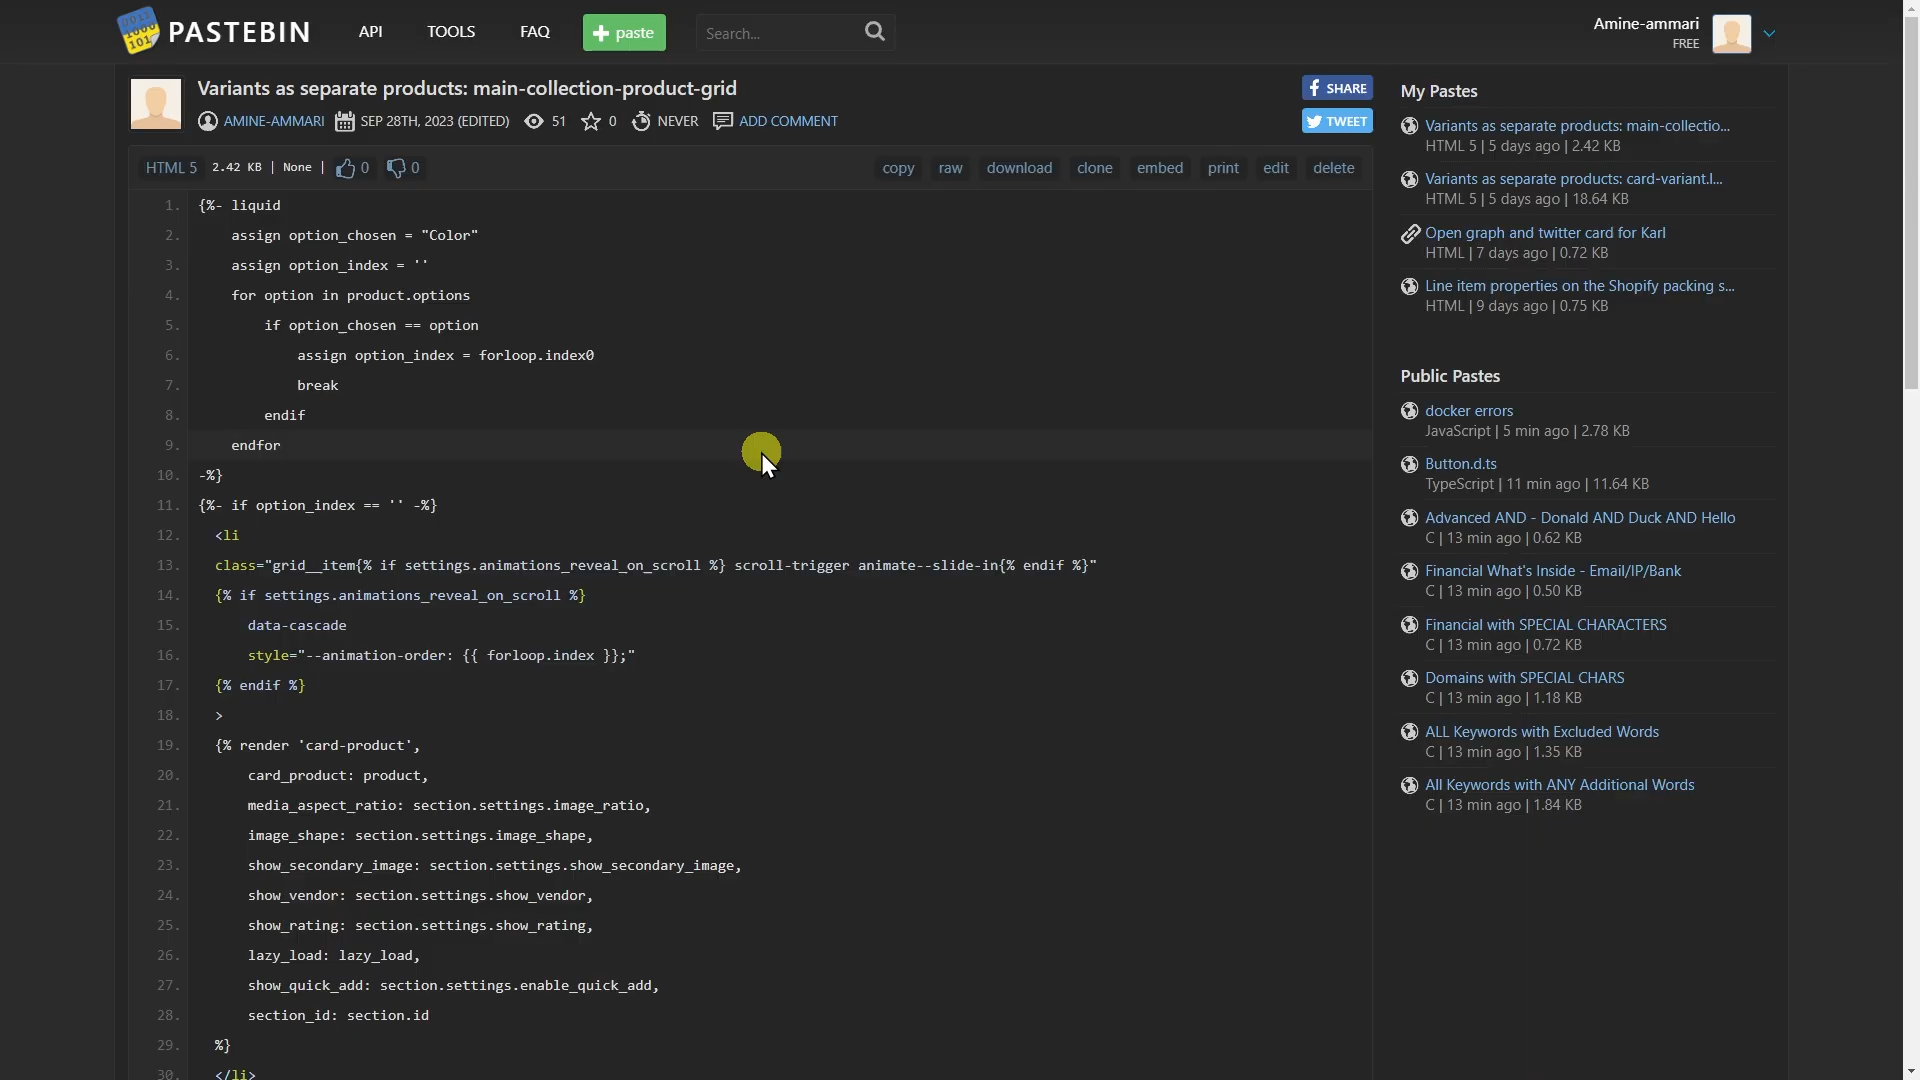 PASTEBIN API TOOLS FAQ + paste Search... Amine-ammari
FREE
Variants as separate products: main-collection-product-grid
AMINE-AMMARI SEP 28TH, 2023 (EDITED) 51 0 NEVER ADD COMMENT
SHARE
TWEET
HTML 5 2.42 KB | None | 0 0 copy raw download clone embed print edit delete
1. {%- liquid
2. assign option_chosen = "Color"
3. assign option_index = ''
4. for option in product.options
5. if option_chosen == option
6. assign option_index = forloop.index0
7. break
8. endif
9. endfor
10. -%}
11. {%- if option_index == '' -%}
12. <li
13. class="grid__item{% if settings.animations_reveal_on_scroll %} scroll-trigger animate--slide-in{% endif %}"
14. {% if settings.animations_reveal_on_scroll %}
15. data-cascade
16. style="--animation-order: {{ forloop.index }};"
17. {% endif %}
18. >
19. {% render 'card-product',
20. card_product: product,
21. media_aspect_ratio: section.settings.image_ratio,
22. image_shape: section.settings.image_shape,
23. show_secondary_image: section.settings.show_secondary_image,
24. show_vendor: section.settings.show_vendor,
25. show_rating: section.settings.show_rating,
26. lazy_load: lazy_load,
27. show_quick_add: section.settings.enable_quick_add,
28. section_id: section.id
29. %}
30. </li>
My Pastes
Variants as separate products: main-collectio...
HTML 5 | 5 days ago | 2.42 KB
Variants as separate products: card-variant.l...
HTML 5 | 5 days ago | 18.64 KB
Open graph and twitter card for Karl
HTML | 7 days ago | 0.72 KB
Line item properties on the Shopify packing s...
HTML | 9 days ago | 0.75 KB
Public Pastes
docker errors
JavaScript | 5 min ago | 2.78 KB
Button.d.ts
TypeScript | 11 min ago | 11.64 KB
Advanced AND - Donald AND Duck AND Hello
C | 13 min ago | 0.62 KB
Financial What's Inside - Email/IP/Bank
C | 13 min ago | 0.50 KB
Financial with SPECIAL CHARACTERS
C | 13 min ago | 0.72 KB
Domains with SPECIAL CHARS
C | 13 min ago | 1.18 KB
ALL Keywords with Excluded Words
C | 13 min ago | 1.35 KB
All Keywords with ANY Additional Words
C | 13 min ago | 1.84 KB